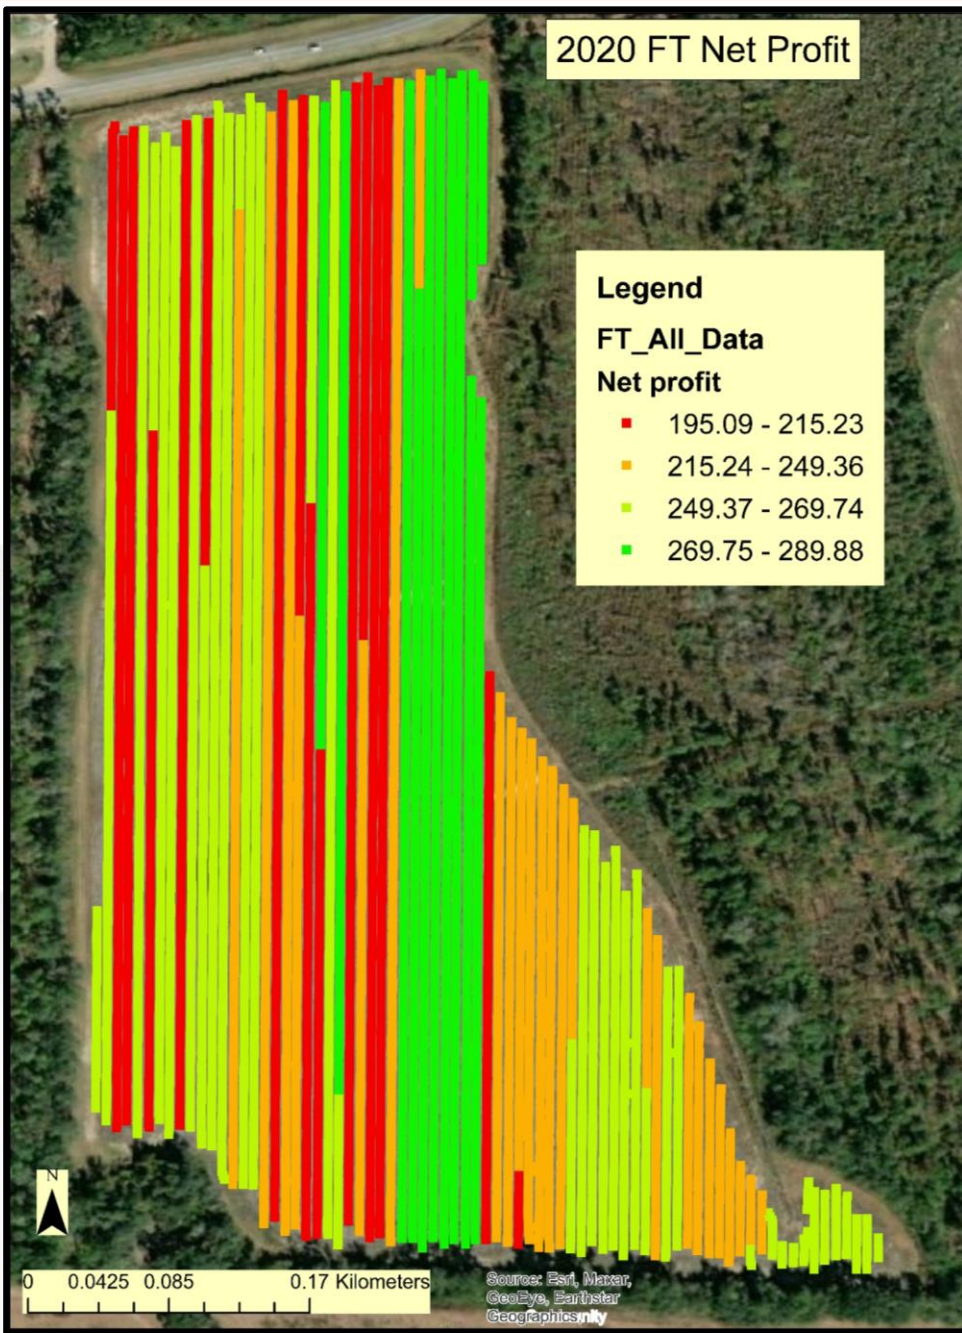 2020 FT Net Profit
Legend
FT_All_Data
Net profit
195.09 - 215.23
215.24 - 249.36
249.37 - 269.74
269.75 - 289.88
N
0 0.0425 0.085 0.17 Kilometers
Source: Esri, Maxar,
GeoEye, Earthstar
Geographics